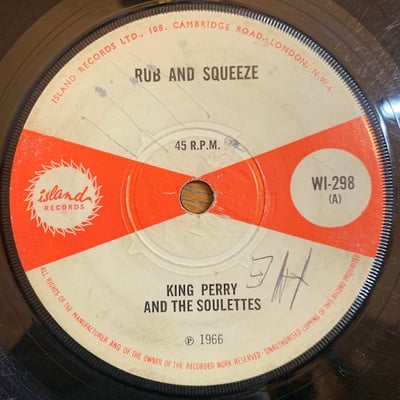 ISLAND RECORDS LTD., 108, CAMBRIDGE ROAD, LONDON, N.W.6.
RUB AND SQUEEZE
45 R.P.M.
island
RECORDS
WI-298
(A)
KING PERRY
AND THE SOULETTES
℗ 1966
ALL RIGHTS OF THE MANUFACTURER AND OF THE OWNER OF THE RECORDED WORK RESERVED — UNAUTHORISED COPYING OF THIS RECORD PROHIBITED